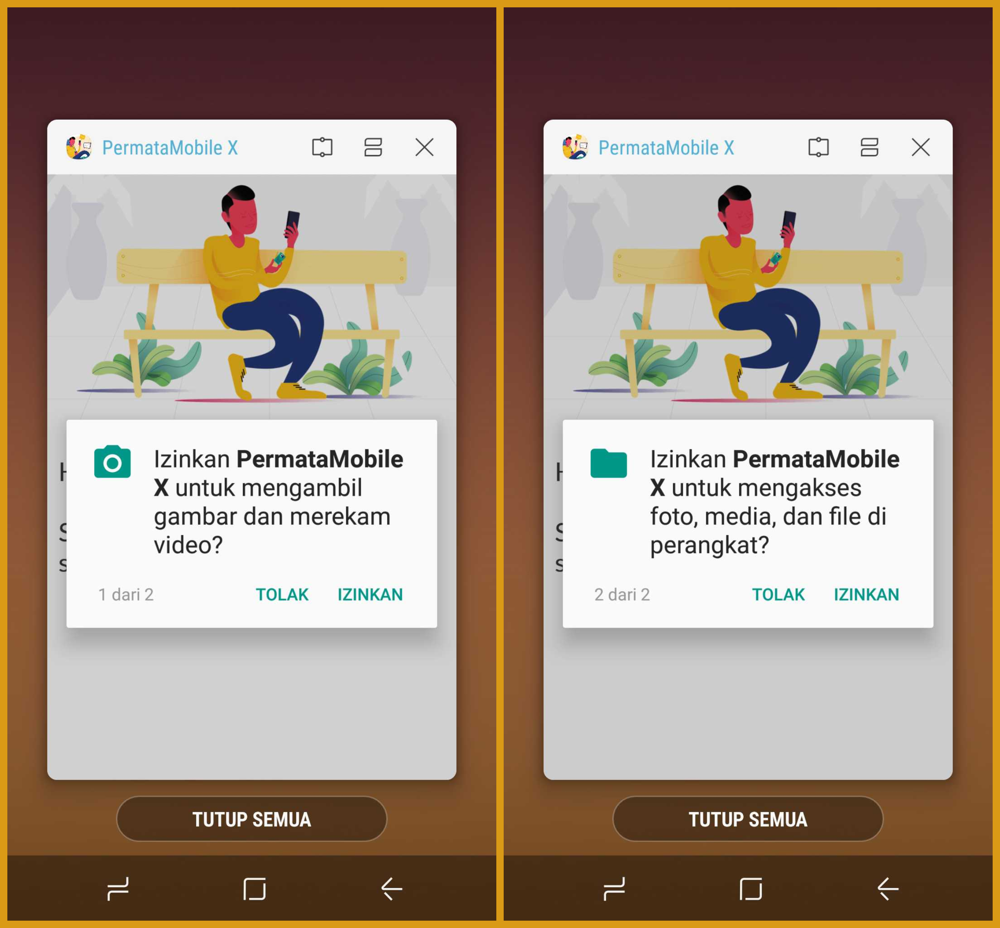 PermataMobile X
Izinkan PermataMobile
X untuk mengambil
gambar dan merekam
video?
1 dari 2
TOLAK
IZINKAN
TUTUP SEMUA
PermataMobile X
Izinkan PermataMobile
X untuk mengakses
foto, media, dan file di
perangkat?
2 dari 2
TOLAK
IZINKAN
TUTUP SEMUA